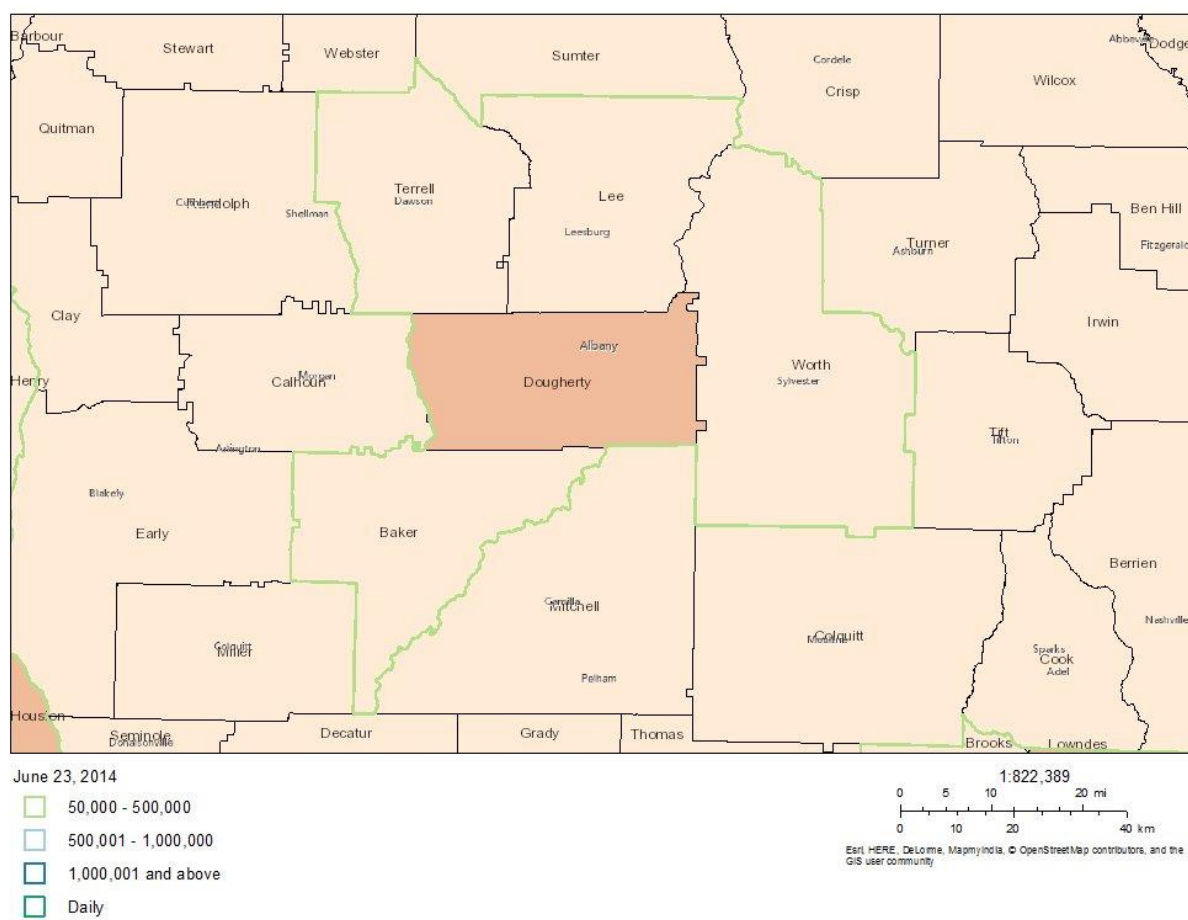 Barbour
Stewart
Webster
Sumter
Cordele
Crisp
Wilcox
Dodge
Quitman
Randolph
Shellman
Terrell
Dawson
Lee
Leesburg
Ben Hill
Fitzgerald
Turner
Ashburn
Clay
Irwin
Henry
Calhoun
Morgan
Albany
Dougherty
Worth
Sylvester
Tift
Tifton
Arlington
Blakely
Early
Baker
Berrien
Camilla
Mitchell
Nashville
Colquitt
Miller
Colquitt
Pelham
Sparks
Cook
Adel
Houston
Seminole
Donalsonville
Decatur
Grady
Thomas
Brooks
Lowndes
June 23, 2014
50,000 - 500,000
500,001 - 1,000,000
1,000,001 and above
Daily
1:822,389
0 5 10 20 mi
0 10 20 40 km
Esri, HERE, DeLorme, MapmyIndia, © OpenStreetMap contributors, and the
GIS user community